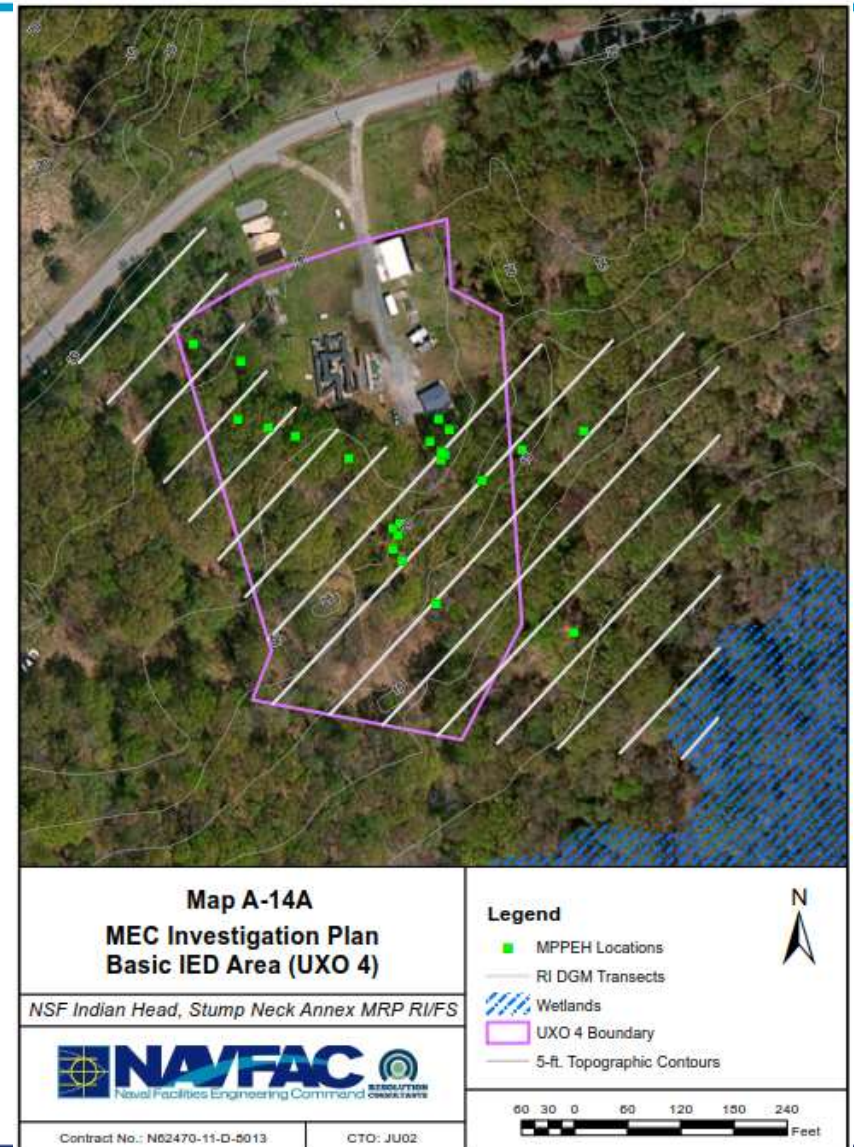 Map A-14A
MEC Investigation Plan
Basic IED Area (UXO 4)
NSF Indian Head, Stump Neck Annex MRP RI/FS
NAVFAC
Naval Facilities Engineering Command
RESOLUTION
CONSULTANTS
Contract No.: N62470-11-D-8013
CTO: JU02
Legend
N
MPPEH Locations
RI DGM Transects
Wetlands
UXO 4 Boundary
5-ft. Topographic Contours
60 30 0 60 120 180 240
Feet